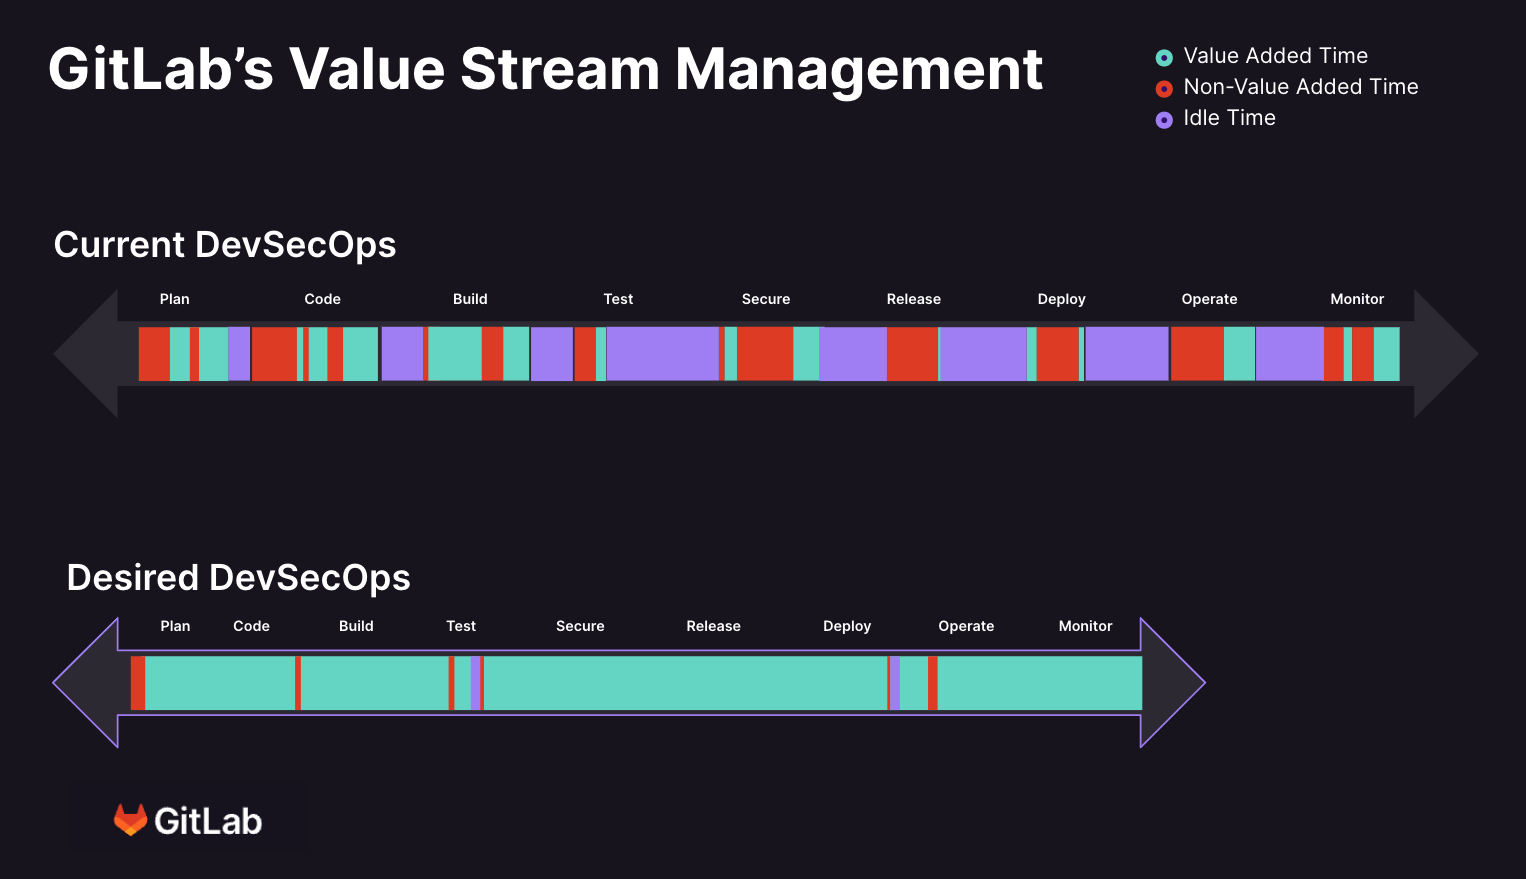 GitLab’s Value Stream Management
Value Added Time
Non-Value Added Time
Idle Time
Current DevSecOps
Plan Code Build Test Secure Release Deploy Operate Monitor
Desired DevSecOps
Plan Code Build Test Secure Release Deploy Operate Monitor
GitLab